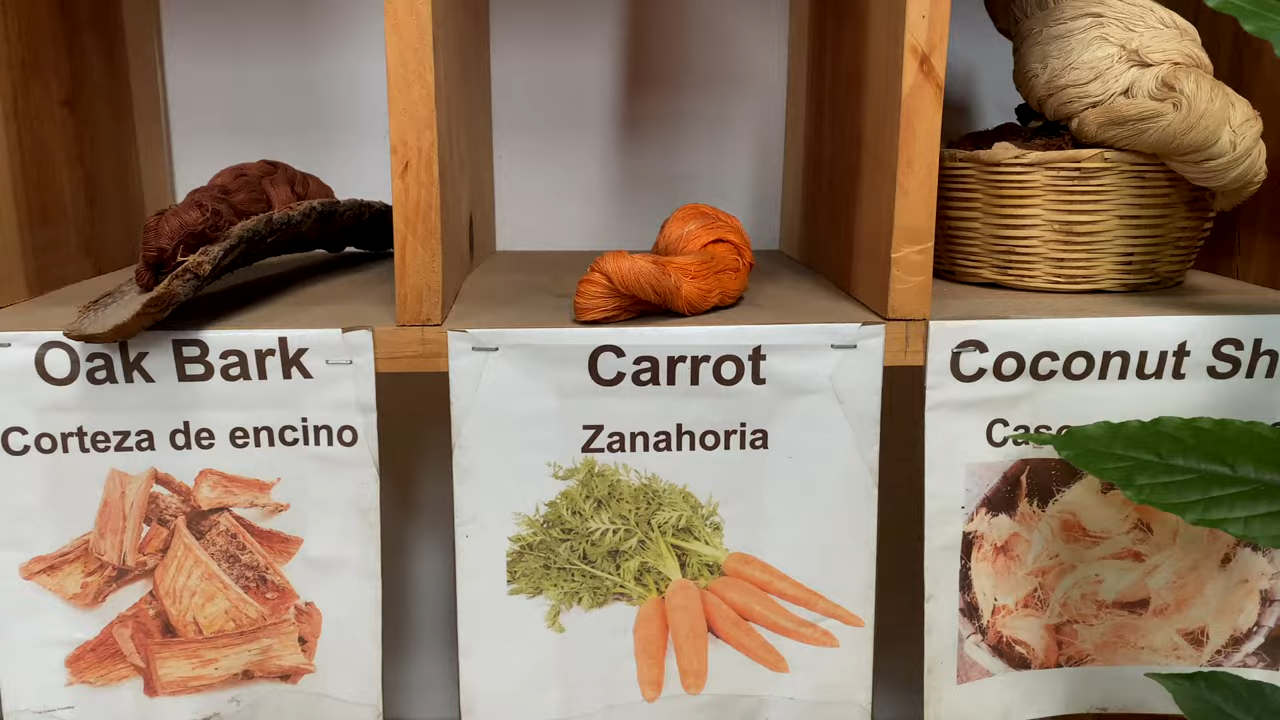 Oak Bark
Corteza de encino
Carrot
Zanahoria
Coconut Sh